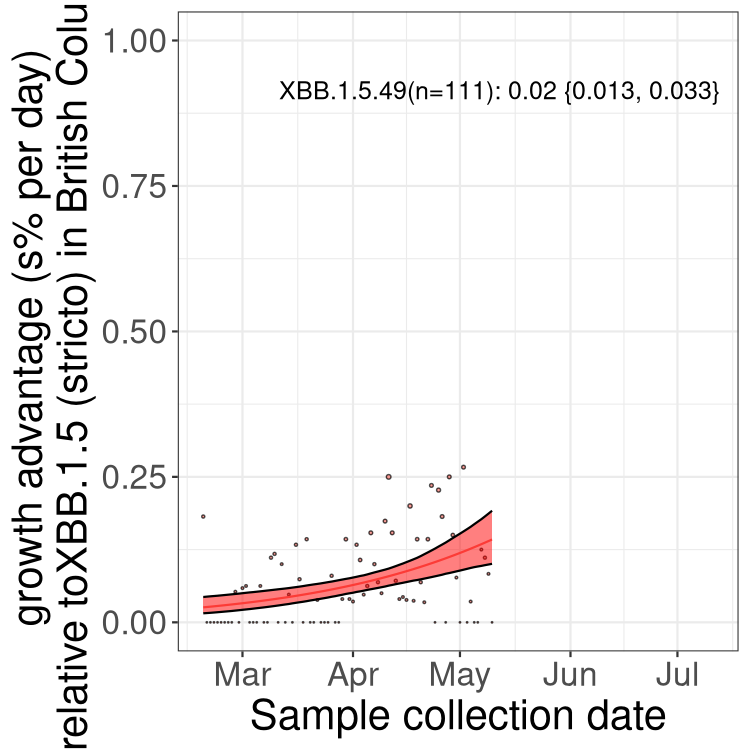 growth advantage (s% per day)
relative toXBB.1.5 (stricto) in British Colu
1.00
0.75
0.50
0.25
0.00
XBB.1.5.49(n=111): 0.02 {0.013, 0.033}
Mar Apr May Jun Jul
Sample collection date